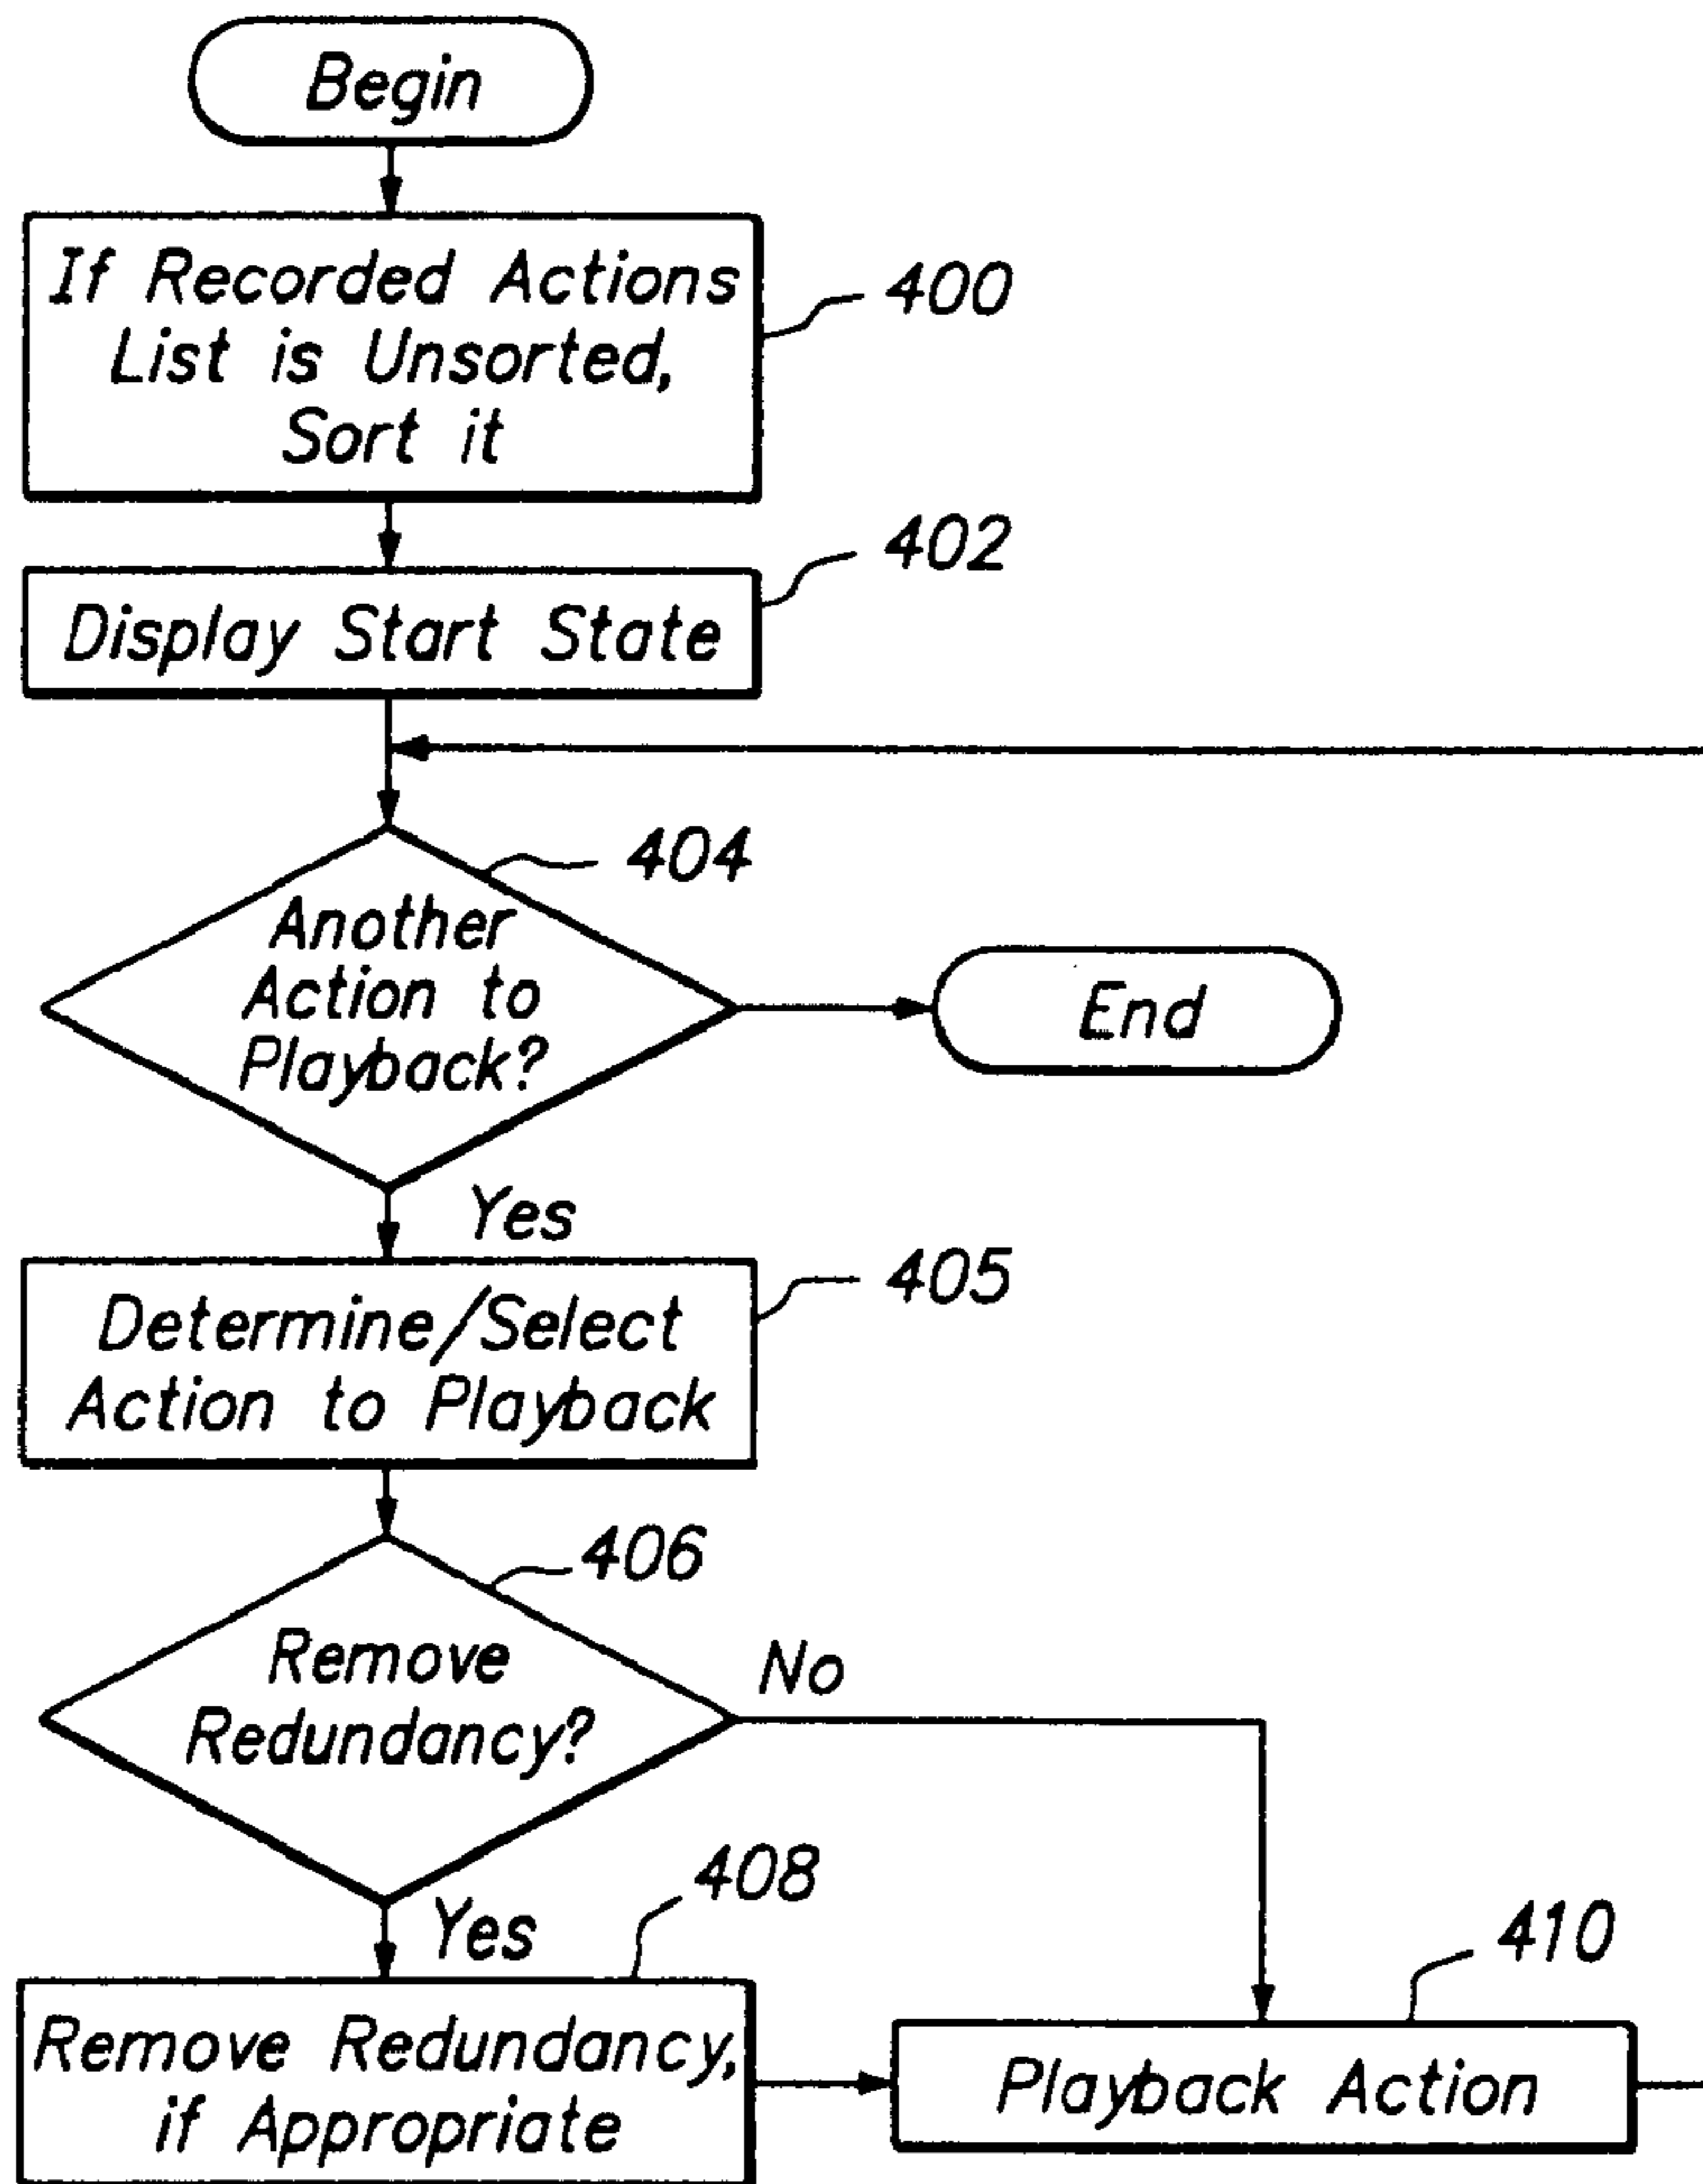 Begin
If Recorded Actions
List is Unsorted,
Sort it
400
Display Start State
402
404
Another
Action to
Playback?
End
Yes
Determine/Select
Action to Playback
405
406
Remove
Redundancy?
No
Yes
408
Remove Redundancy,
if Appropriate
410
Playback Action